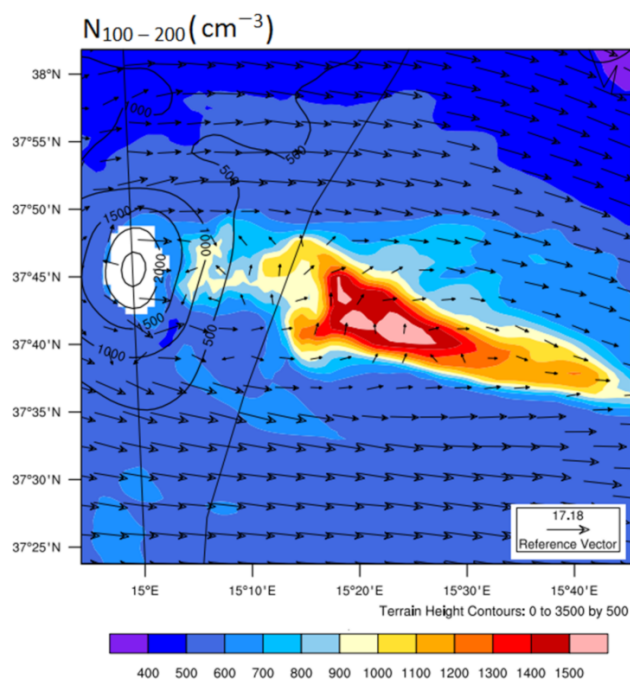 N100−200(cm−3)
38°N
37°55'N
37°50'N
37°45'N
37°40'N
37°35'N
37°30'N
37°25'N
1000
500
500
1500
1000
2000
1500
500
1000
17.18
Reference Vector
15°E
15°10'E
15°20'E
15°30'E
15°40'E
Terrain Height Contours: 0 to 3500 by 500
400 500 600 700 800 900 1000 1100 1200 1300 1400 1500